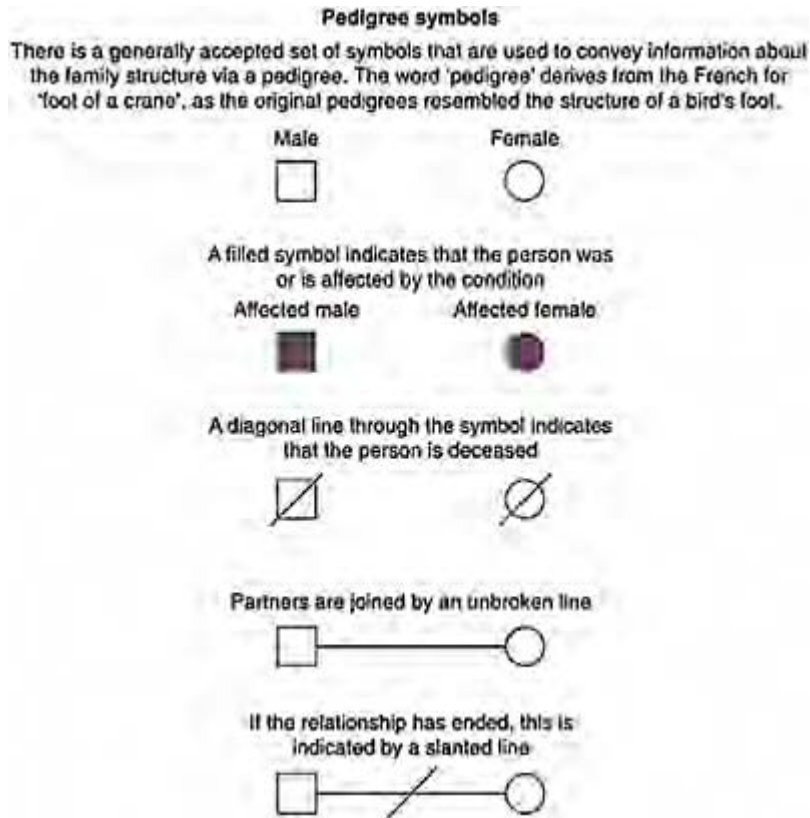 Pedigree symbols
There is a generally accepted set of symbols that are used to convey information about
the family structure via a pedigree. The word 'pedigree' derives from the French for
'foot of a crane', as the original pedigrees resembled the structure of a bird's foot.
Male Female
A filled symbol indicates that the person was
or is affected by the condition
Affected male Affected female
A diagonal line through the symbol indicates
that the person is deceased
Partners are joined by an unbroken line
If the relationship has ended, this is
indicated by a slanted line